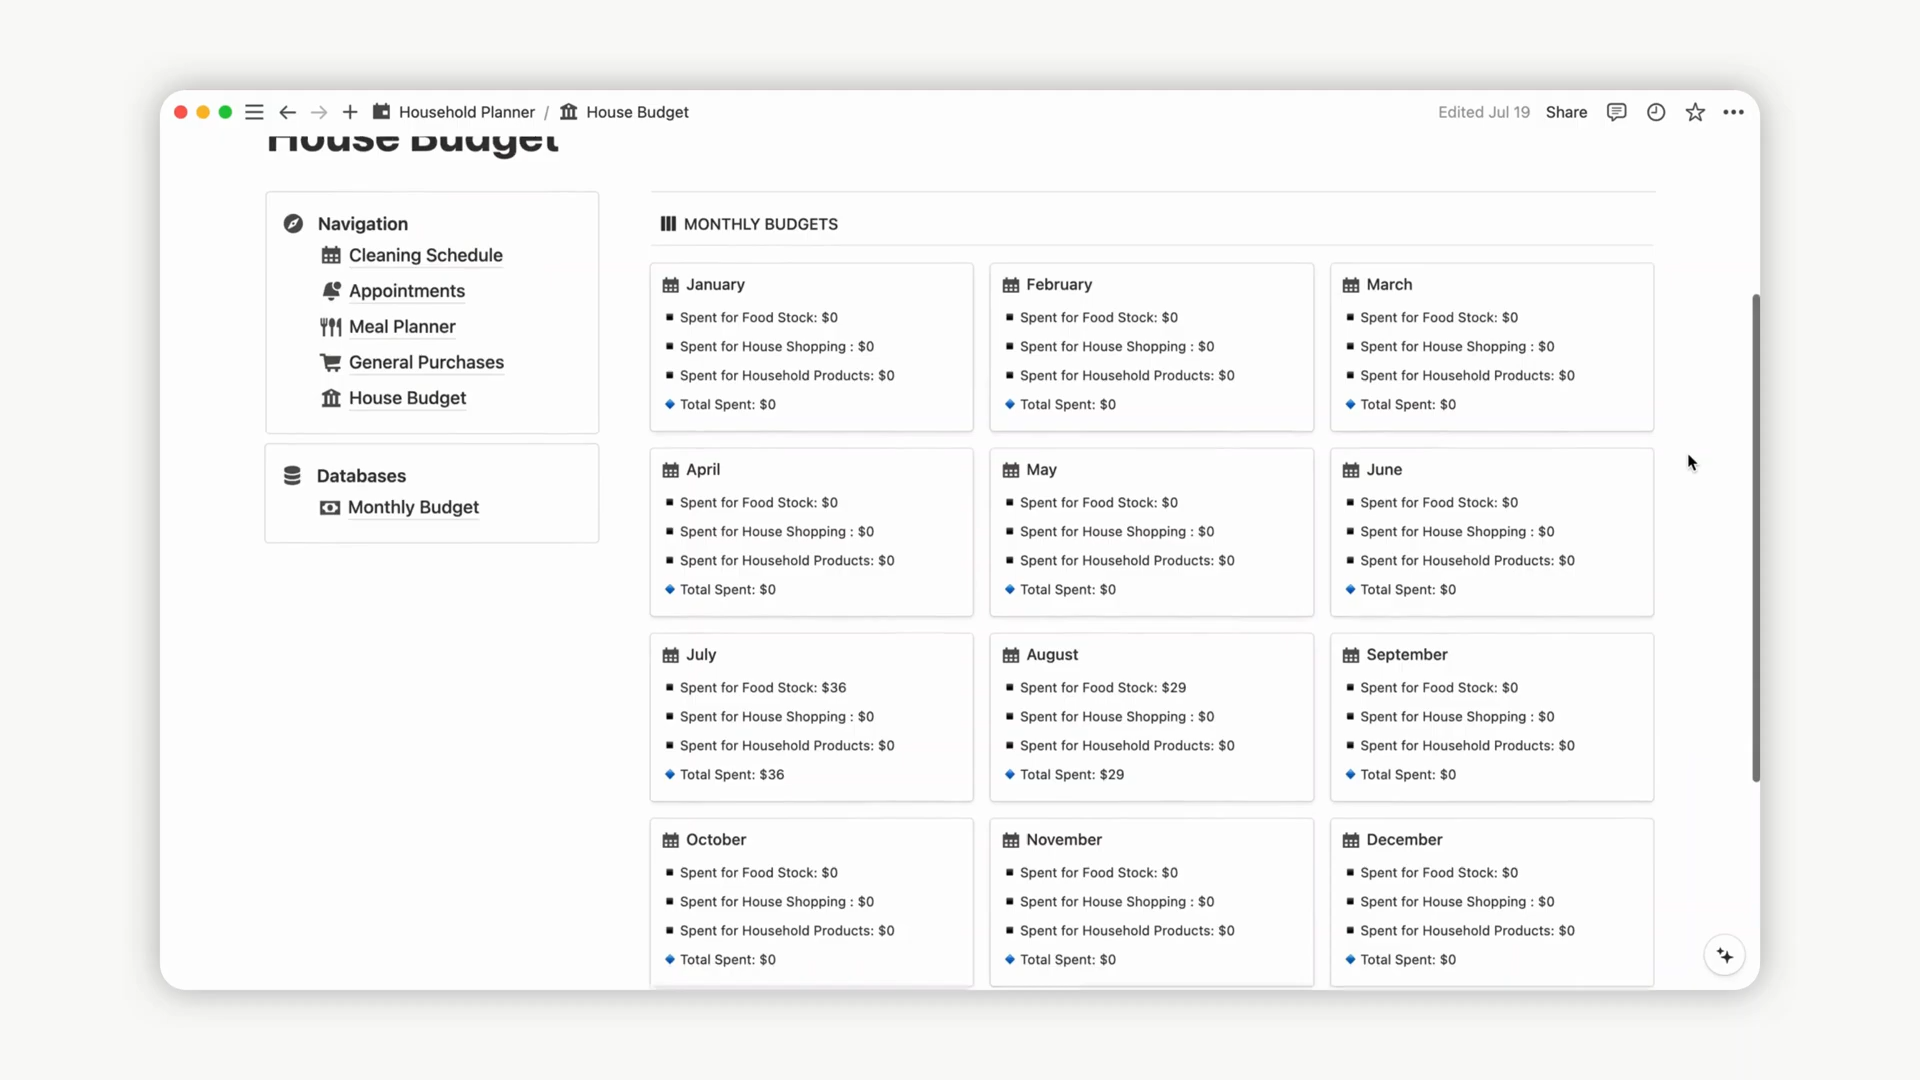 Household Planner / House Budget
Edited Jul 19 Share
House Budget
Navigation
Cleaning Schedule
Appointments
Meal Planner
General Purchases
House Budget
Databases
Monthly Budget
MONTHLY BUDGETS
January
Spent for Food Stock: $0
Spent for House Shopping : $0
Spent for Household Products: $0
Total Spent: $0
February
Spent for Food Stock: $0
Spent for House Shopping : $0
Spent for Household Products: $0
Total Spent: $0
March
Spent for Food Stock: $0
Spent for House Shopping : $0
Spent for Household Products: $0
Total Spent: $0
April
Spent for Food Stock: $0
Spent for House Shopping : $0
Spent for Household Products: $0
Total Spent: $0
May
Spent for Food Stock: $0
Spent for House Shopping : $0
Spent for Household Products: $0
Total Spent: $0
June
Spent for Food Stock: $0
Spent for House Shopping : $0
Spent for Household Products: $0
Total Spent: $0
July
Spent for Food Stock: $36
Spent for House Shopping : $0
Spent for Household Products: $0
Total Spent: $36
August
Spent for Food Stock: $29
Spent for House Shopping : $0
Spent for Household Products: $0
Total Spent: $29
September
Spent for Food Stock: $0
Spent for House Shopping : $0
Spent for Household Products: $0
Total Spent: $0
October
Spent for Food Stock: $0
Spent for House Shopping : $0
Spent for Household Products: $0
Total Spent: $0
November
Spent for Food Stock: $0
Spent for House Shopping : $0
Spent for Household Products: $0
Total Spent: $0
December
Spent for Food Stock: $0
Spent for House Shopping : $0
Spent for Household Products: $0
Total Spent: $0